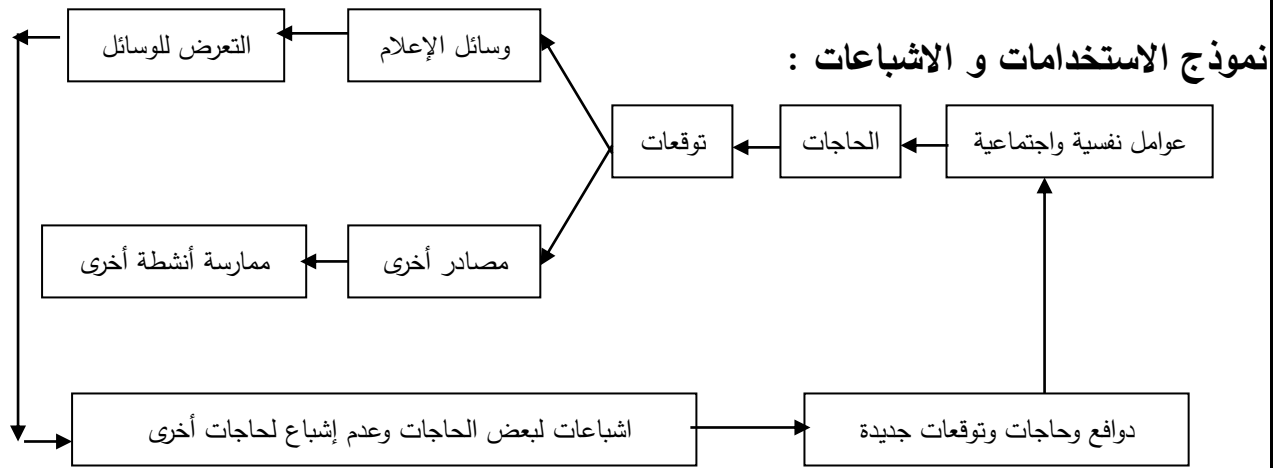 نموذج الاستخدامات و الاشباعات :
عوامل نفسية واجتماعية
الحاجات
توقعات
وسائل الإعلام
التعرض للوسائل
مصادر أخرى
ممارسة أنشطة أخرى
اشباعات لبعض الحاجات وعدم إشباع لحاجات أخرى
دوافع وحاجات وتوقعات جديدة